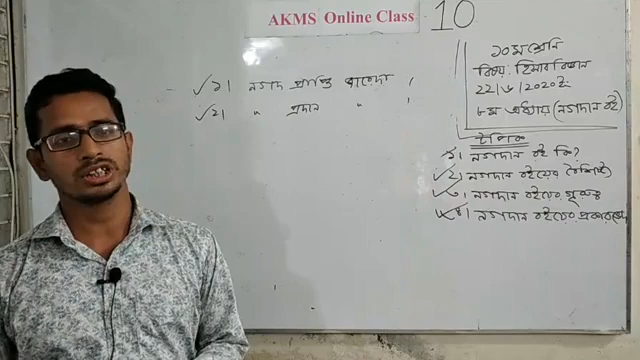 AKMS Online Class
10
১০ম শ্রেনি
বিষয়: হিসাব বিজ্ঞান
22/৬/2020ইং
৮ম অধ্যায় (নগদান বই)
টপিক
১। নগদান বই কি?
২। নগদান বইয়ের বৈশিষ্ট্য
৩। নগদান বইয়ের গুরুত্ব
৪। নগদান বইয়ের প্রকারভেদ
১। নগদ প্রাপ্তি জাবেদা ।
২। " প্রদান " ।